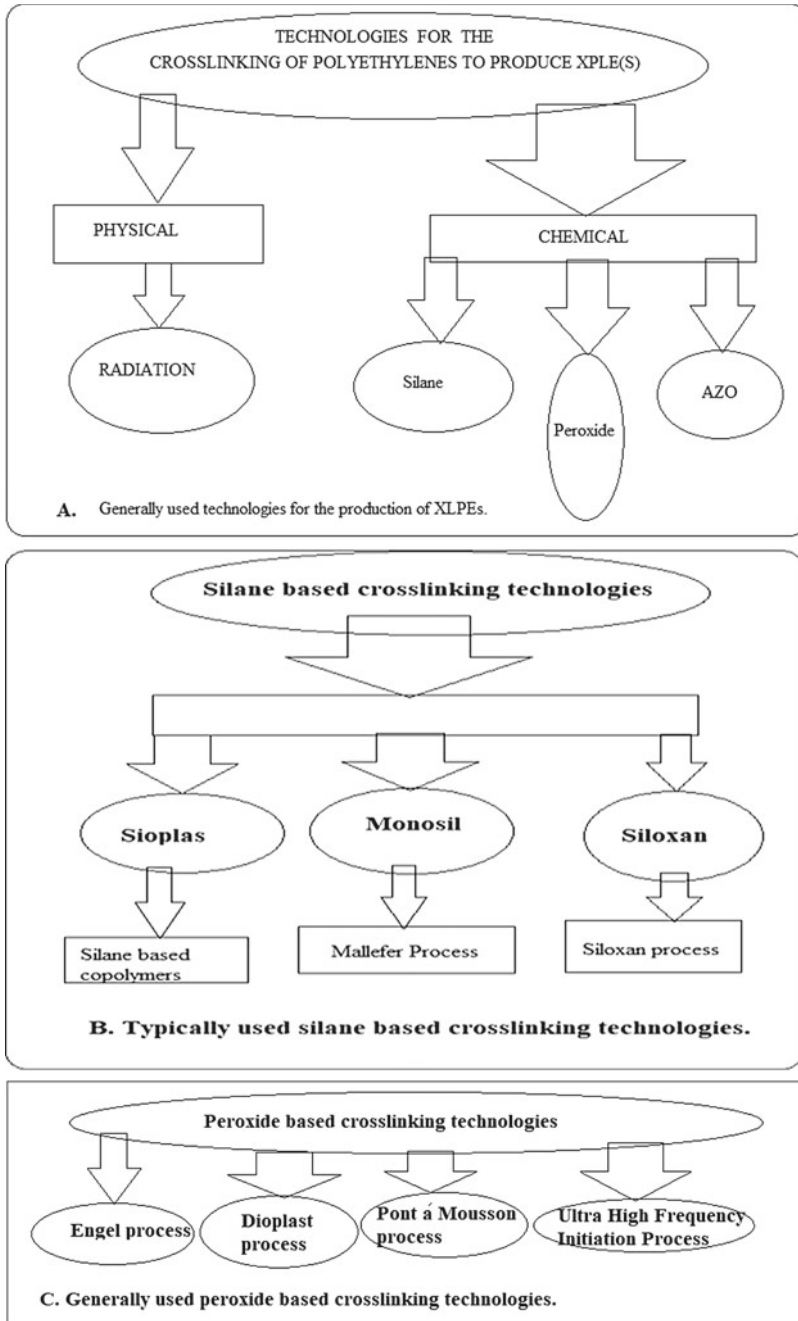 TECHNOLOGIES FOR THE
CROSSLINKING OF POLYETHYLENES TO PRODUCE XPLE(S)
PHYSICAL
CHEMICAL
RADIATION
Silane
Peroxide
AZO
A. Generally used technologies for the production of XLPEs.
Silane based crosslinking technologies
Sioplas
Monosil
Siloxan
Silane based
copolymers
Mallefer Process
Siloxan process
B. Typically used silane based crosslinking technologies.
Peroxide based crosslinking technologies
Engel process
Dioplast
process
Pont á Mousson
process
Ultra High Frequency
Initiation Process
C. Generally used peroxide based crosslinking technologies.